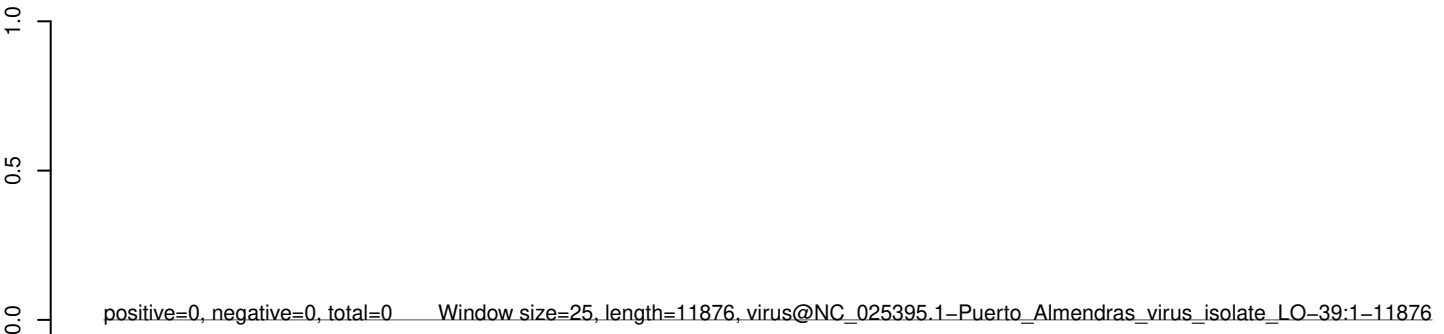 1.0
0.5
0.0
positive=0, negative=0, total=0 Window size=25, length=11876, virus@NC_025395.1−Puerto_Almendras_virus_isolate_LO−39:1−11876